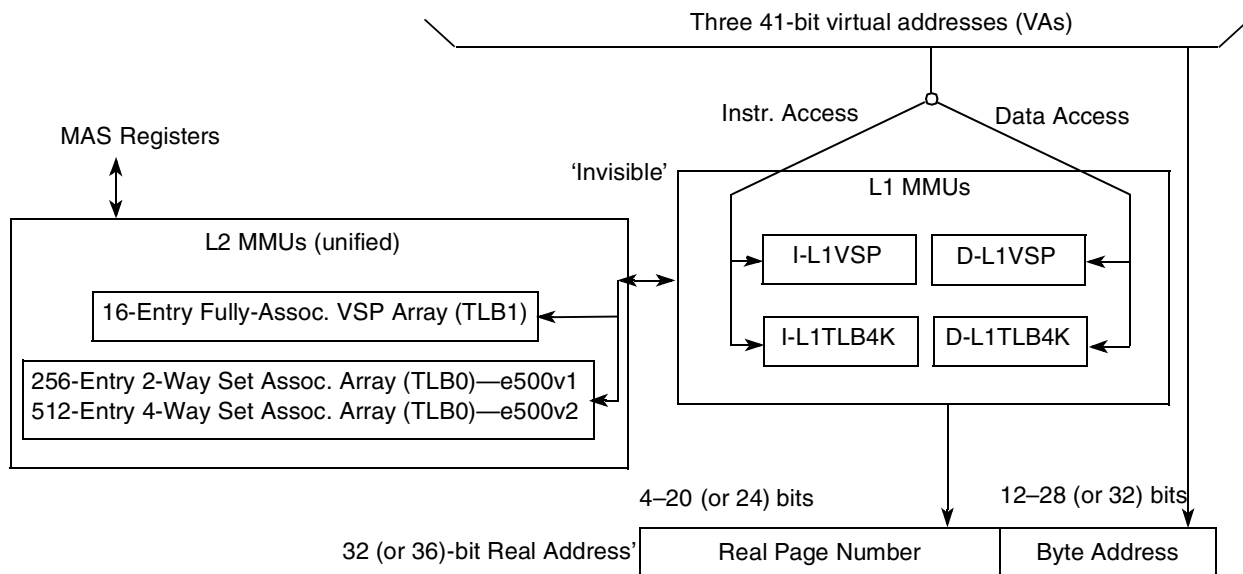 Three 41-bit virtual addresses (VAs)
Instr. Access
Data Access
MAS Registers
‘Invisible’
L1 MMUs
L2 MMUs (unified)
I-L1VSP
D-L1VSP
16-Entry Fully-Assoc. VSP Array (TLB1)
I-L1TLB4K
D-L1TLB4K
256-Entry 2-Way Set Assoc. Array (TLB0)—e500v1
512-Entry 4-Way Set Assoc. Array (TLB0)—e500v2
4–20 (or 24) bits
12–28 (or 32) bits
32 (or 36)-bit Real Address’
Real Page Number
Byte Address